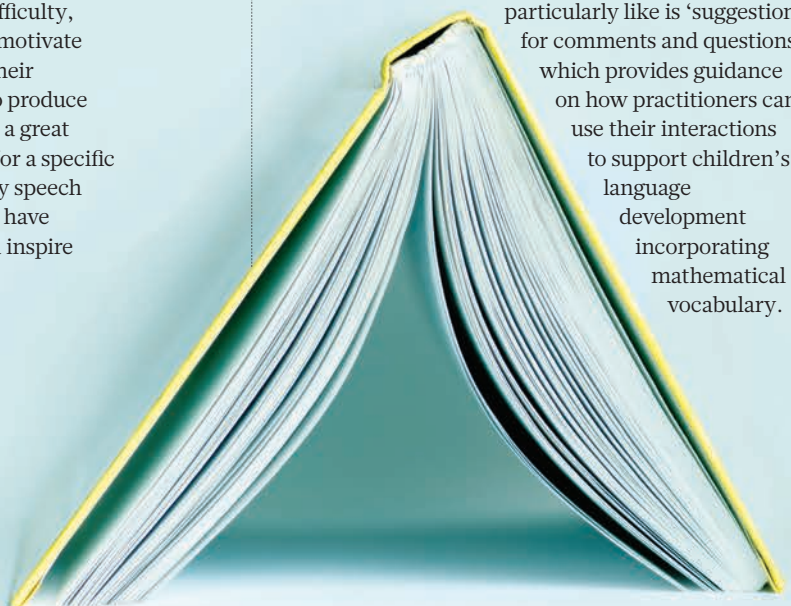 fficulty,
motivate
heir
produce
a great
or a specific
y speech
have
inspire
particularly like is ‘suggestion
for comments and questions
which provides guidance
on how practitioners can
use their interactions
to support children’s
language
development
incorporating
mathematical
vocabulary.